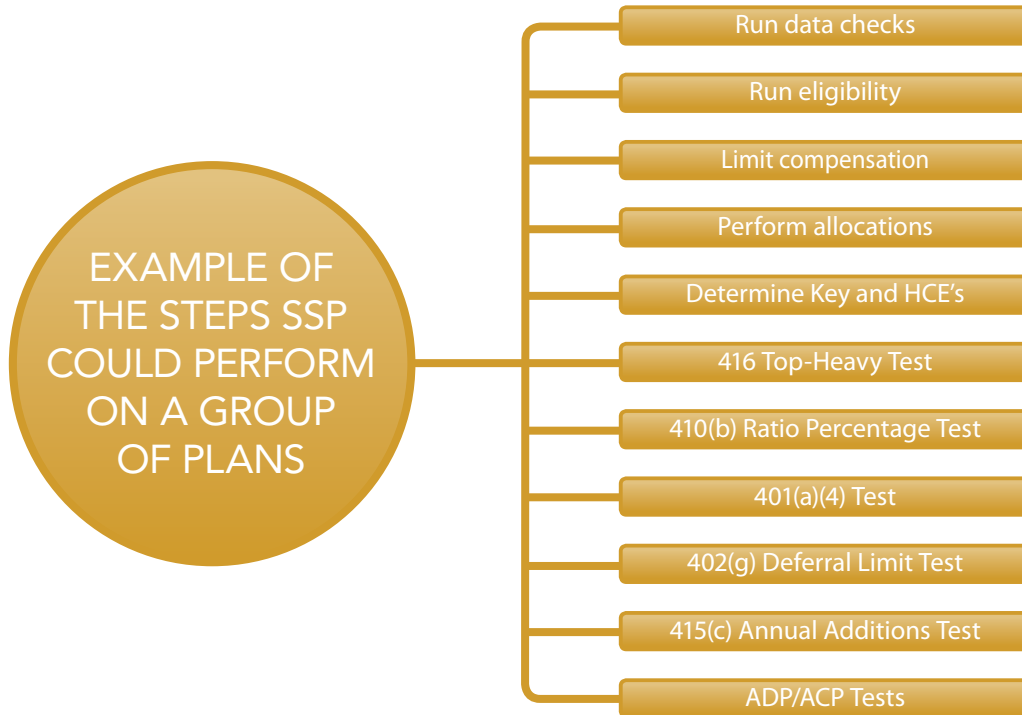 EXAMPLE OF
THE STEPS SSP
COULD PERFORM
ON A GROUP
OF PLANS
Run data checks
Run eligibility
Limit compensation
Perform allocations
Determine Key and HCE's
416 Top-Heavy Test
410(b) Ratio Percentage Test
401(a)(4) Test
402(g) Deferral Limit Test
415(c) Annual Additions Test
ADP/ACP Tests